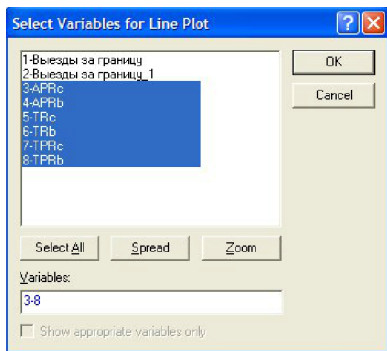 Select Variables for Line Plot
1-Выезды за границу
2-Выезды за границу_1
3-APRc
4-APRb
5-TRc
6-TRb
7-TPRc
8-TPRb
OK
Cancel
Select All
Spread
Zoom
Variables:
3-8
Show appropriate variables only